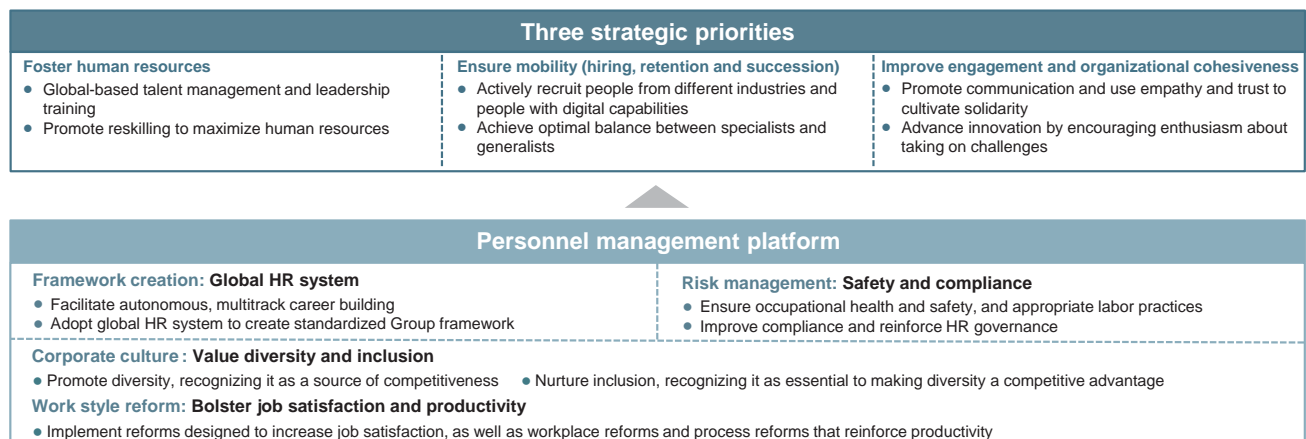 Three strategic priorities
Foster human resources
● Global-based talent management and leadership
training
● Promote reskilling to maximize human resources
Ensure mobility (hiring, retention and succession)
● Actively recruit people from different industries and
people with digital capabilities
● Achieve optimal balance between specialists and
generalists
Improve engagement and organizational cohesiveness
● Promote communication and use empathy and trust to
cultivate solidarity
● Advance innovation by encouraging enthusiasm about
taking on challenges
Personnel management platform
Framework creation: Global HR system
● Facilitate autonomous, multitrack career building
● Adopt global HR system to create standardized Group framework
Risk management: Safety and compliance
● Ensure occupational health and safety, and appropriate labor practices
● Improve compliance and reinforce HR governance
Corporate culture : Value diversity and inclusion
● Promote diversity, recognizing it as a source of competitiveness ● Nurture inclusion, recognizing it as essential to making diversity a competitive advantage
Work style reform: Bolster job satisfaction and productivity
● Implement reforms designed to increase job satisfaction, as well as workplace reforms and process reforms that reinforce productivity